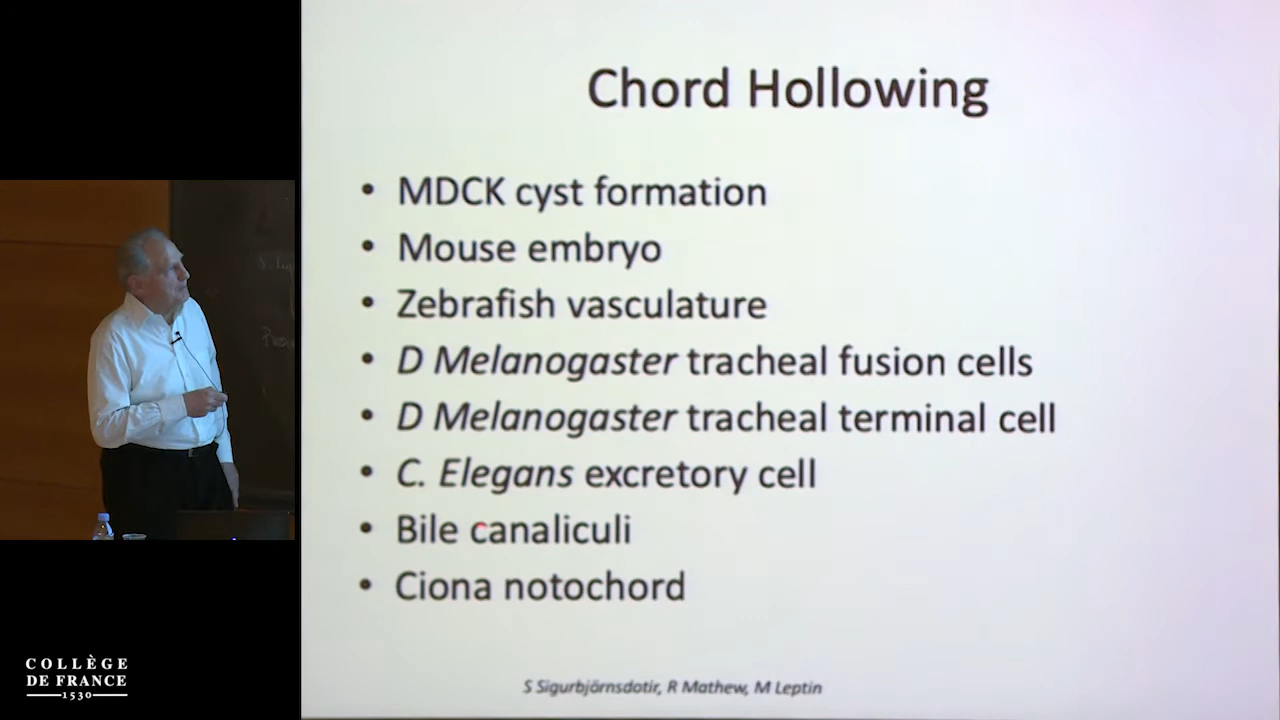 Chord Hollowing
• MDCK cyst formation
• Mouse embryo
• Zebrafish vasculature
• D Melanogaster tracheal fusion cells
• D Melanogaster tracheal terminal cell
• C. Elegans excretory cell
• Bile canaliculi
• Ciona notochord
S Sigurbjörnsdotir, R Mathew, M Leptin
COLLÈGE
DE FRANCE
1530